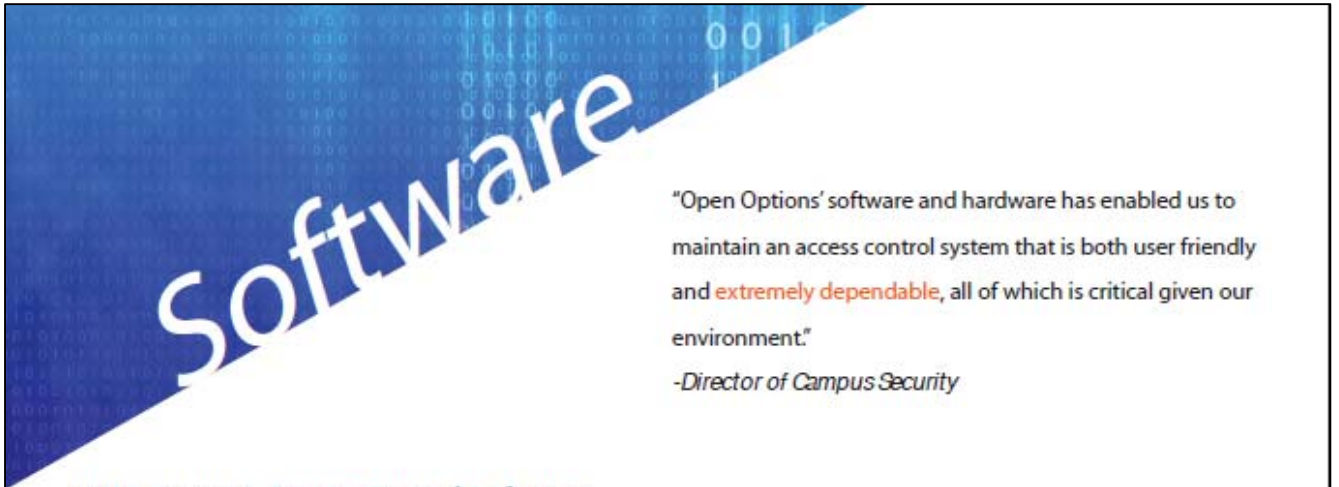 Software
“Open Options’ software and hardware has enabled us to
maintain an access control system that is both user friendly
and extremely dependable, all of which is critical given our
environment.”
-Director of Campus Security